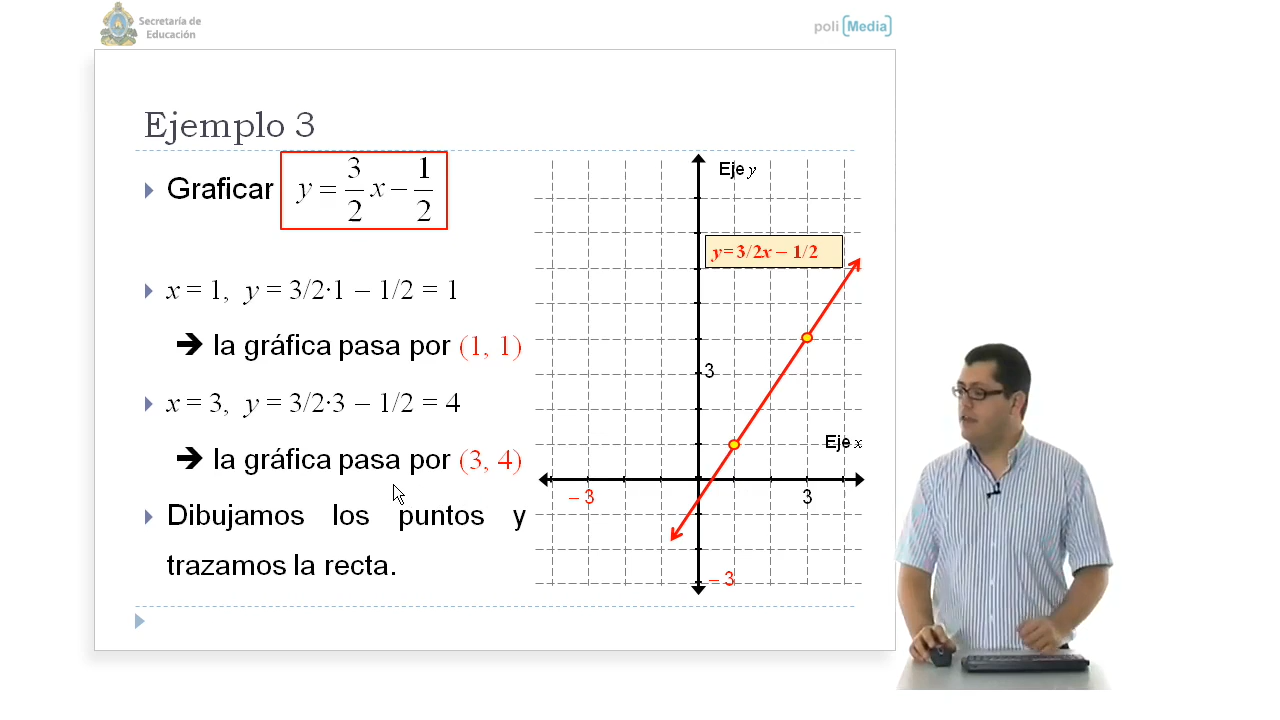 Secretaría de
Educación
poli [Media]
Ejemplo 3
Graficar y = 3/2 x − 1/2
x = 1, y = 3/2·1 – 1/2 = 1
➔ la gráfica pasa por (1, 1)
x = 3, y = 3/2·3 – 1/2 = 4
➔ la gráfica pasa por (3, 4)
Dibujamos los puntos y
trazamos la recta.
Eje y
y = 3/2x – 1/2
3
Eje x
– 3
3
– 3